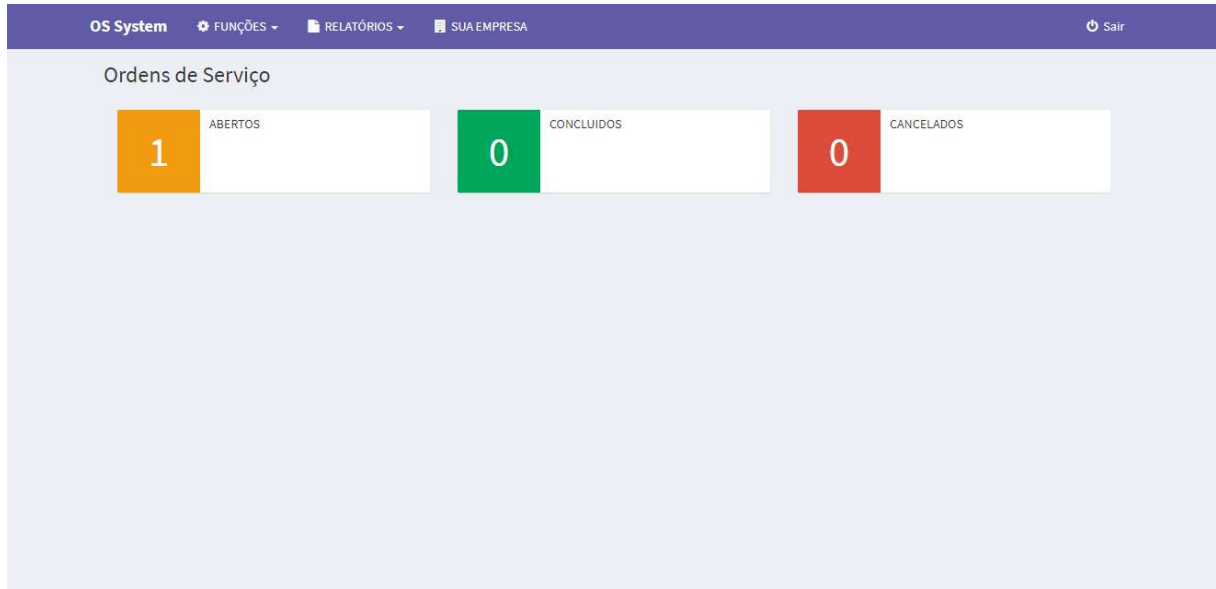 OS System FUNÇÕES RELATÓRIOS SUA EMPRESA Sair
Ordens de Serviço
1 ABERTOS 0 CONCLUIDOS 0 CANCELADOS